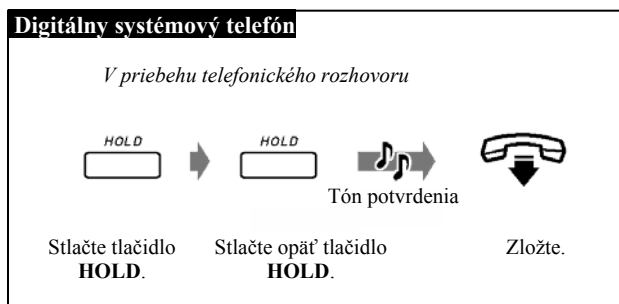 Digitálny systémový telefón
V priebehu telefonického rozhovoru
HOLD
HOLD
Tón potvrdenia
Stlačte tlačidlo
HOLD.
Stlačte opäť tlačidlo
HOLD.
Zložte.